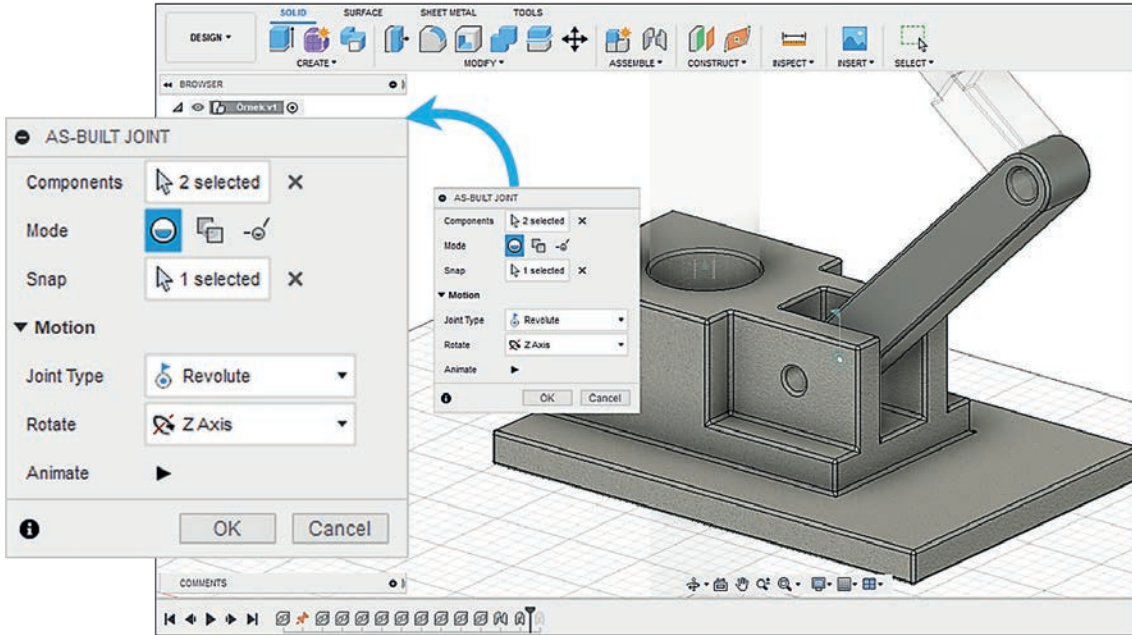 SOLID SURFACE SHEET METAL TOOLS
DESIGN
CREATE MODIFY ASSEMBLE CONSTRUCT INSPECT INSERT SELECT
BROWSER
Örnek v1
AS-BUILT JOINT
Components 2 selected
Mode
Snap 1 selected
Motion
Joint Type Revolute
Rotate Z Axis
Animate
OK Cancel
AS-BUILT JOINT
Components 2 selected
Mode
Snap 1 selected
Motion
Joint Type Revolute
Rotate Z Axis
Animate
OK Cancel
COMMENTS